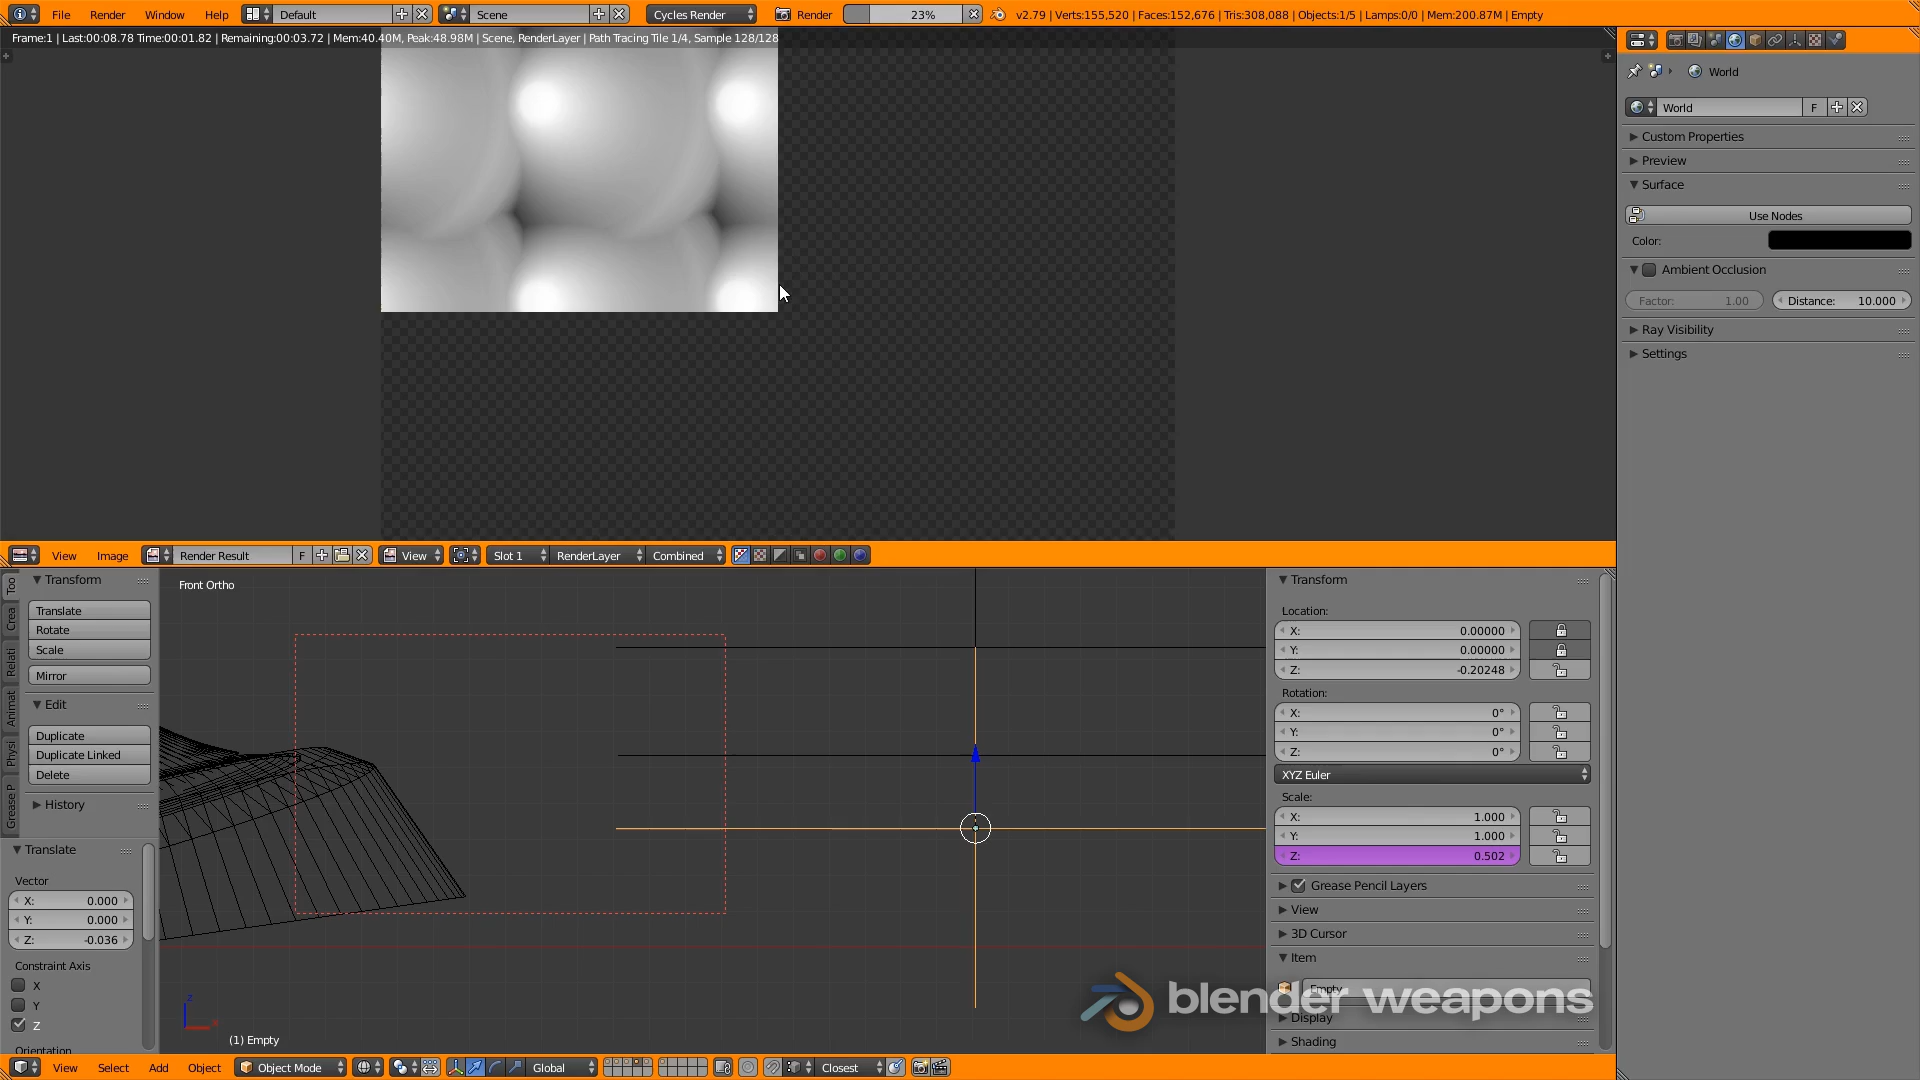 File Render Window Help Default Scene Cycles Render Render 23% v2.79 | Verts:155,520 | Faces:152,676 | Tris:308,088 | Objects:1/5 | Lamps:0/0 | Mem:200.87M | Empty
Frame:1 | Last:00:08.78 Time:00:01.82 | Remaining:00:03.72 | Mem:40.40M, Peak:48.98M | Scene, RenderLayer | Path Tracing Tile 1/4, Sample 128/128
World
World F
Custom Properties
Preview
Surface
Use Nodes
Color:
Ambient Occlusion
Factor: 1.00 Distance: 10.000
Ray Visibility
Settings
View Image Render Result F View Slot 1 RenderLayer Combined
Too
Crea
Relati
Animat
Physi
Grease P
Transform
Translate
Rotate
Scale
Mirror
Edit
Duplicate
Duplicate Linked
Delete
History
Translate
Vector
X: 0.000
Y: 0.000
Z: -0.036
Constraint Axis
X
Y
Z
Orientation
Front Ortho
z
x
(1) Empty
Transform
Location:
X: 0.00000
Y: 0.00000
Z: -0.20248
Rotation:
X: 0°
Y: 0°
Z: 0°
XYZ Euler
Scale:
X: 1.000
Y: 1.000
Z: 0.502
Grease Pencil Layers
View
3D Cursor
Item
Empty
Display
Shading
blender weapons
View Select Add Object Object Mode Global Closest